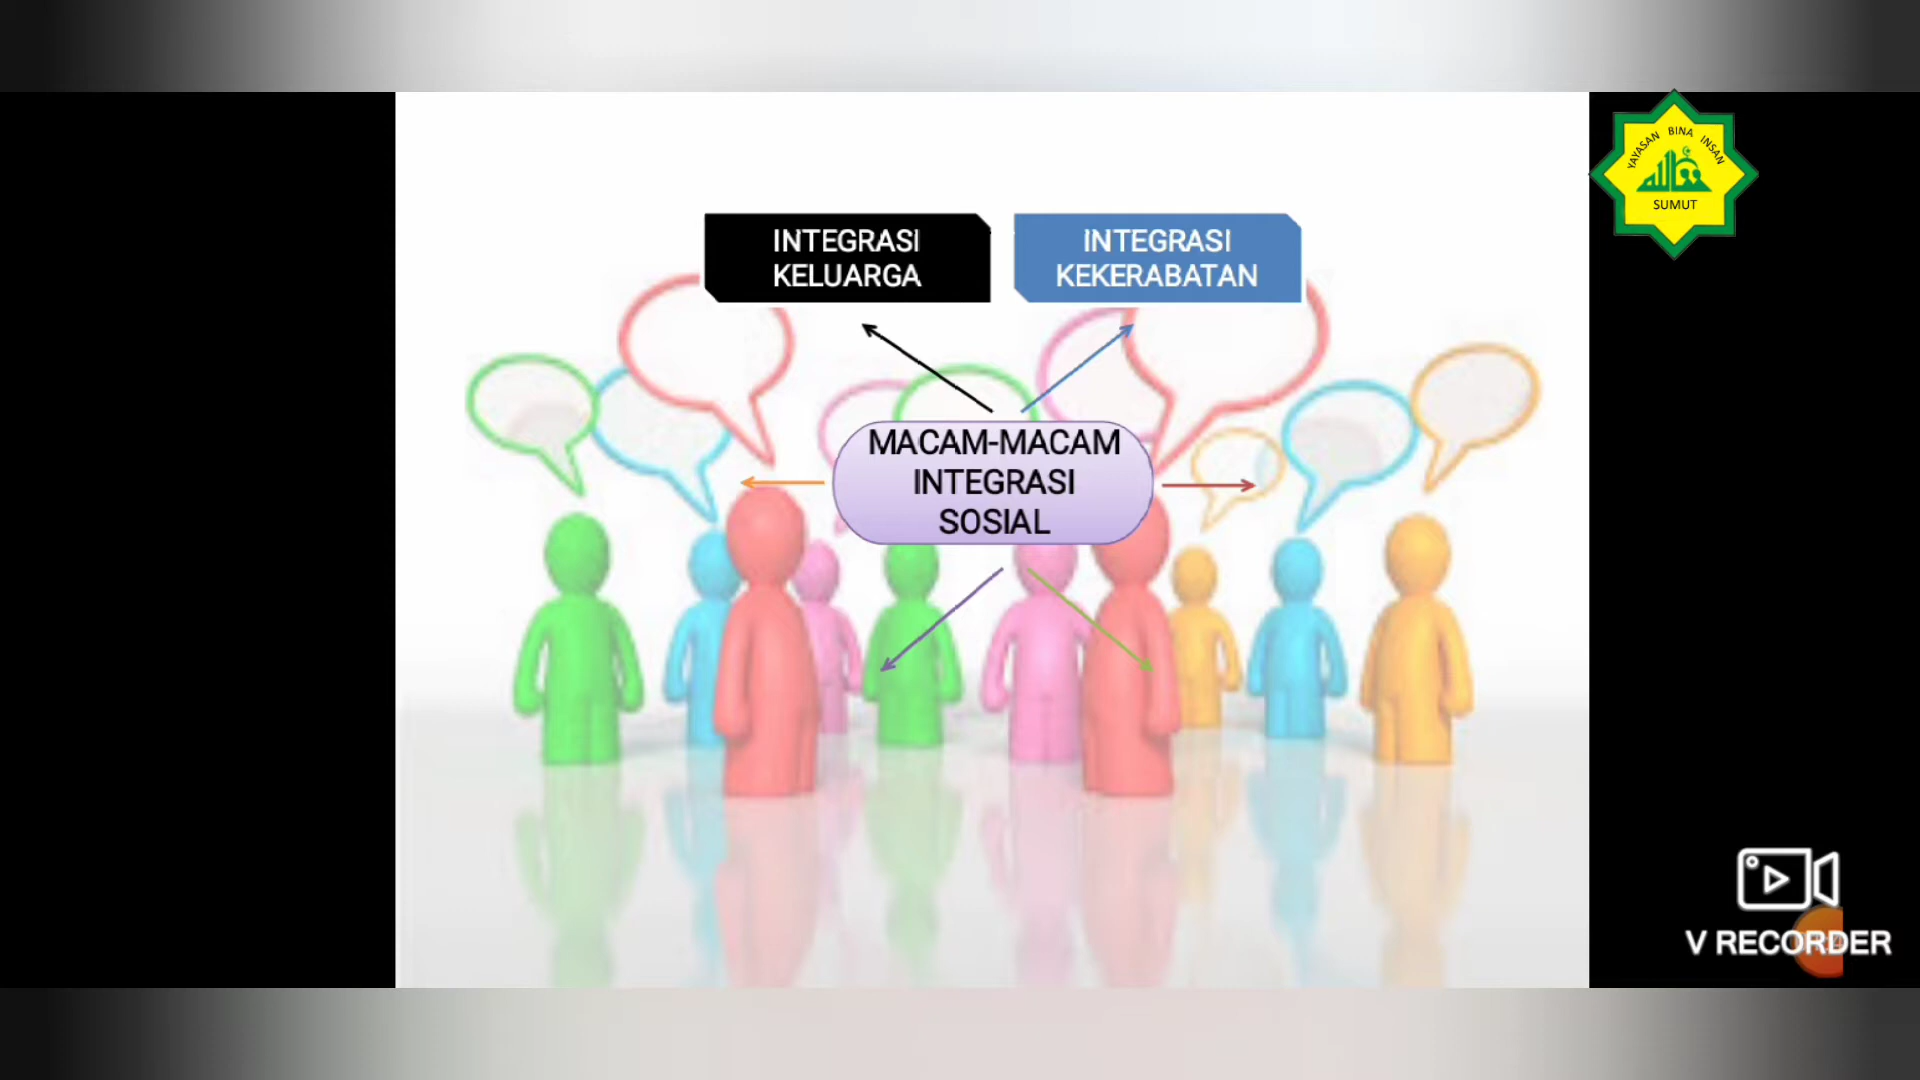 INTEGRASI
KELUARGA
INTEGRASI
KEKERABATAN
YAYASAN BINA INSAN
SUMUT
MACAM-MACAM
INTEGRASI
SOSIAL
V RECORDER